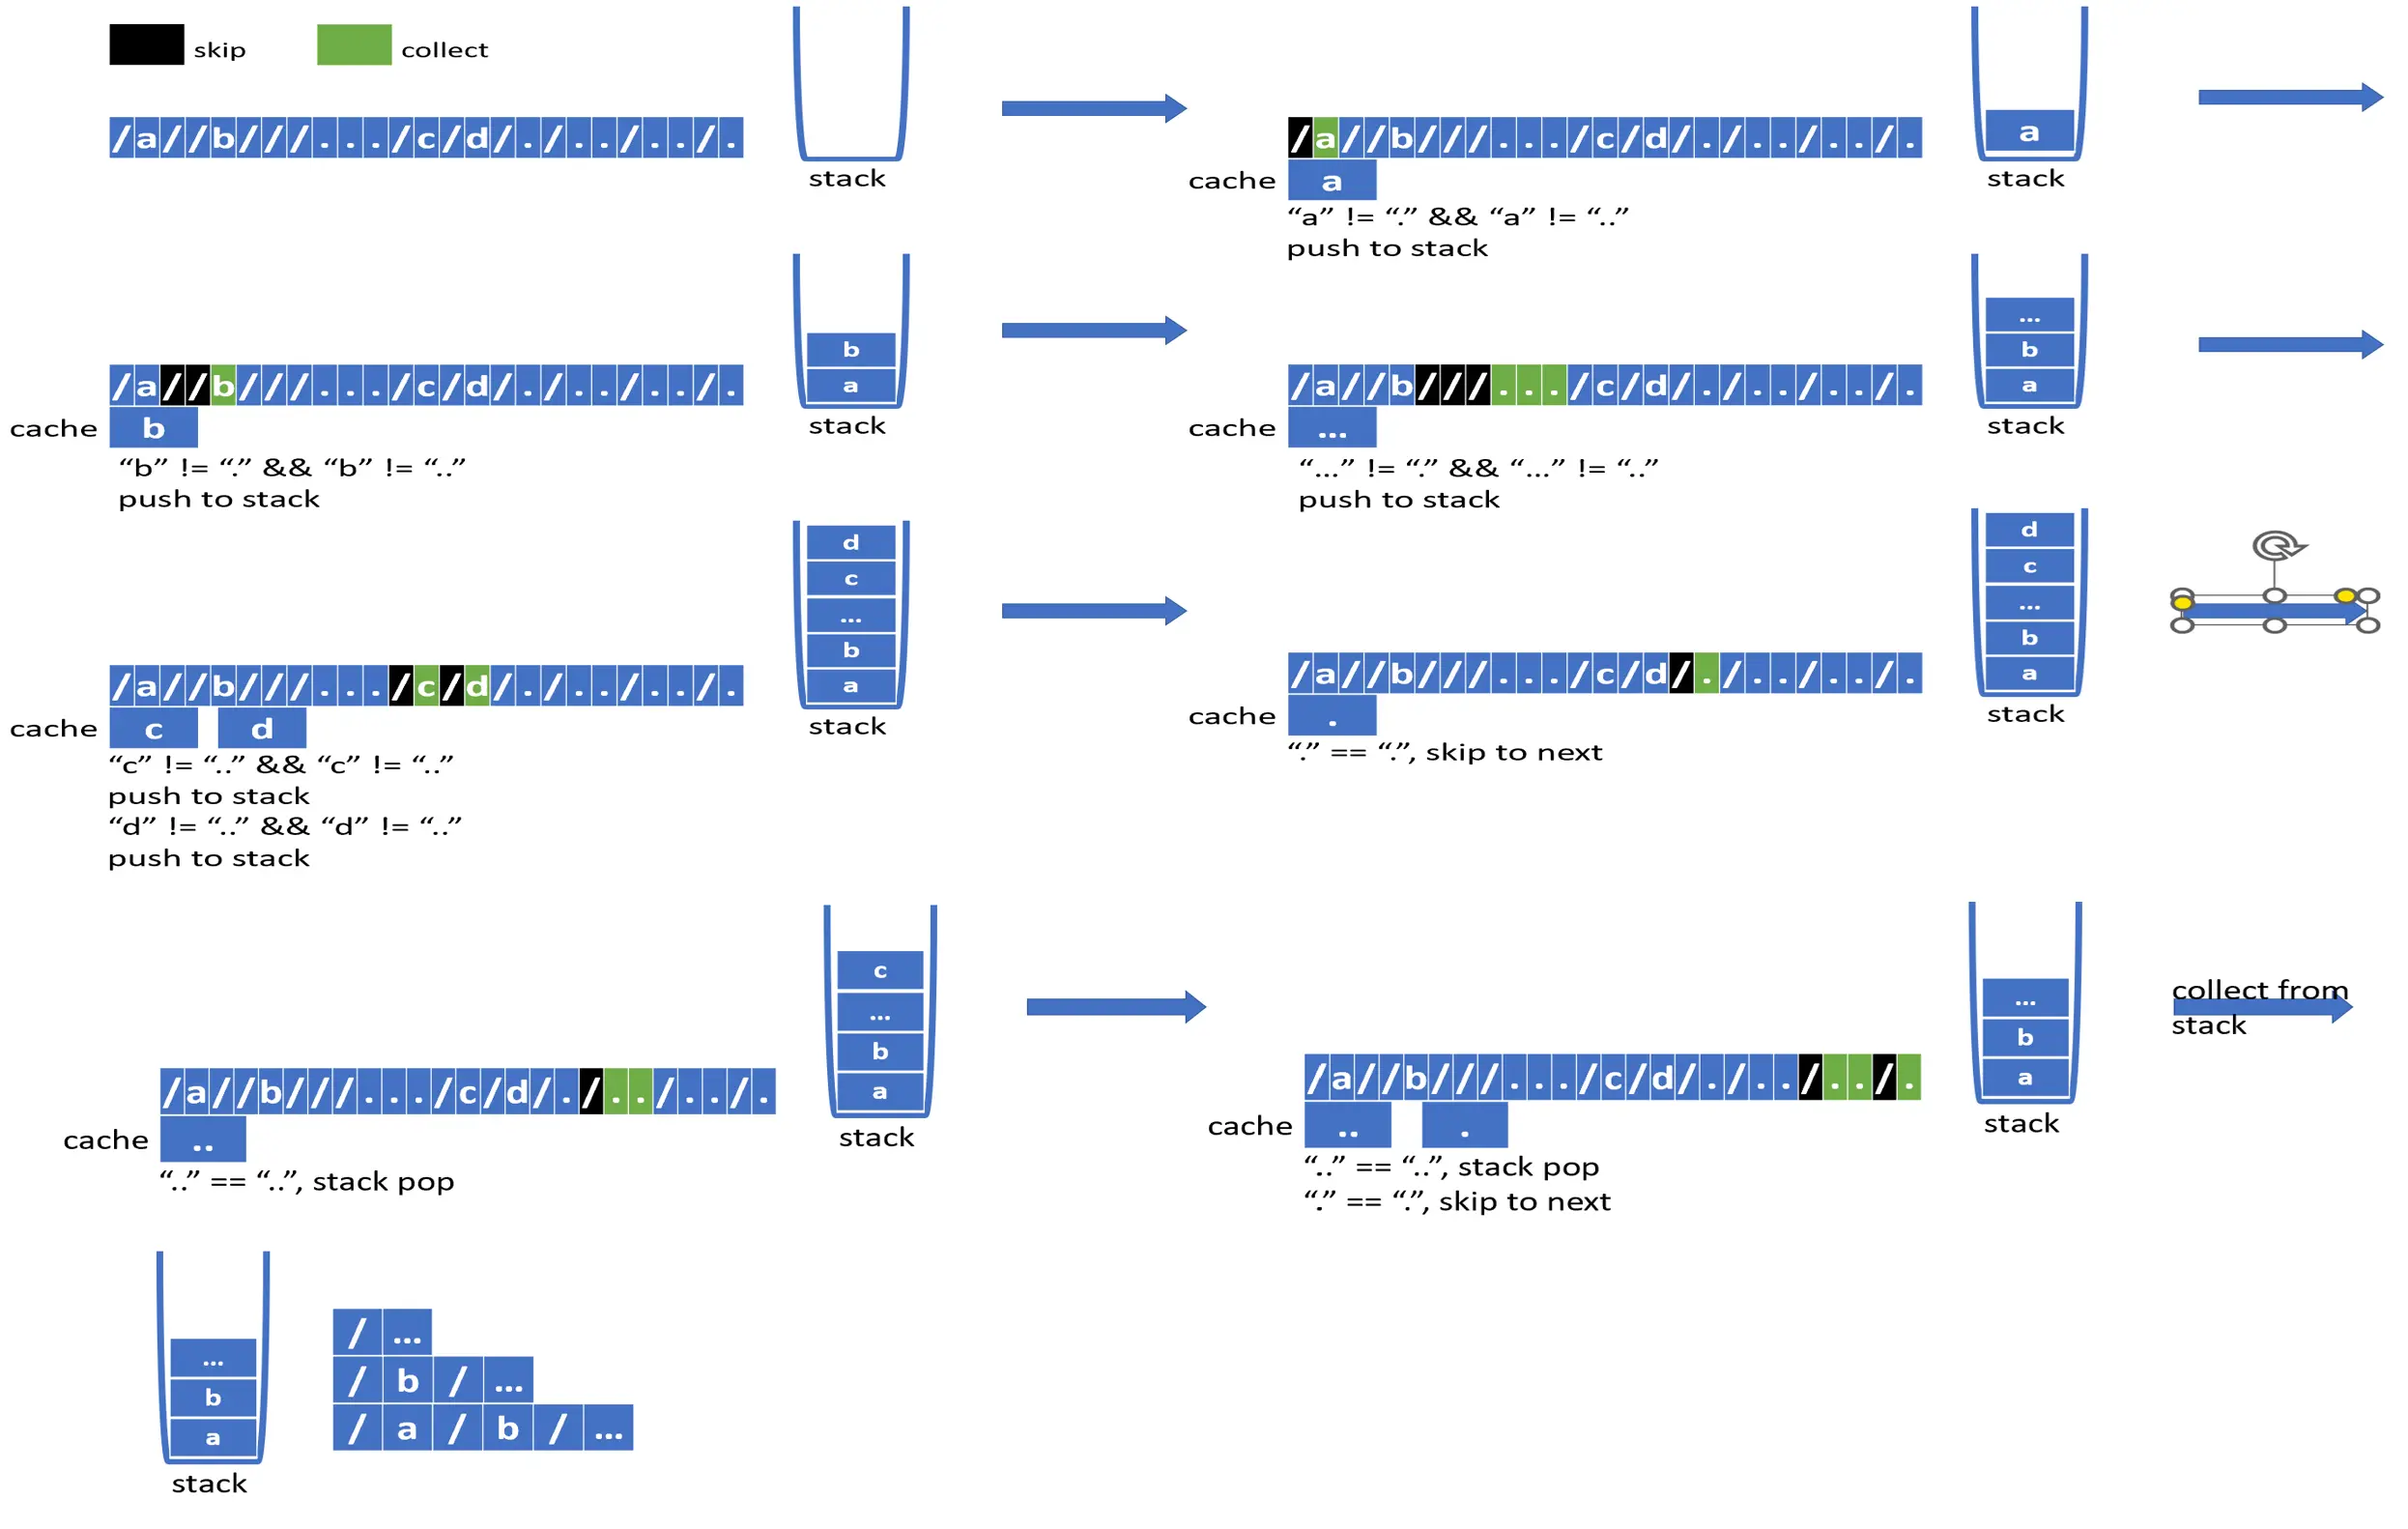 skip collect
/a//b///.../c/d/./../../.
stack
/a//b///.../c/d/./../../.
a
stack
cache a
“a” != “.” && “a” != “..”
push to stack
/a//b///.../c/d/./../../.
b
a
stack
cache b
“b” != “.” && “b” != “..”
push to stack
/a//b///.../c/d/./../../.
...
b
a
stack
cache ...
“...” != “.” && “...” != “..”
push to stack
/a//b///.../c/d/./../../.
d
c
...
b
a
stack
cache c d
“c” != “..” && “c” != “..”
push to stack
“d” != “..” && “d” != “..”
push to stack
/a//b///.../c/d/./../../.
d
c
...
b
a
stack
cache .
“.” == “.”, skip to next
/a//b///.../c/d/./../../.
c
...
b
a
stack
cache ..
“..” == “..”, stack pop
/a//b///.../c/d/./../../.
...
b
a
stack
cache .. .
“..” == “..”, stack pop
“.” == “.”, skip to next
collect from
stack
...
b
a
stack
/ ...
/ b / ...
/ a / b / ...